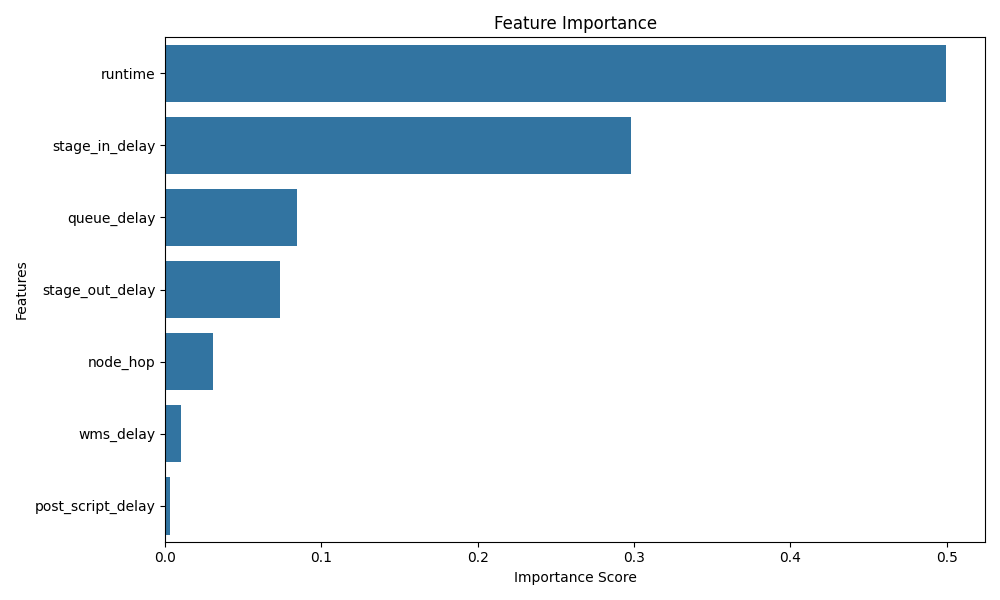 Feature Importance
Features
runtime
stage_in_delay
queue_delay
stage_out_delay
node_hop
wms_delay
post_script_delay
0.0 0.1 0.2 0.3 0.4 0.5
Importance Score